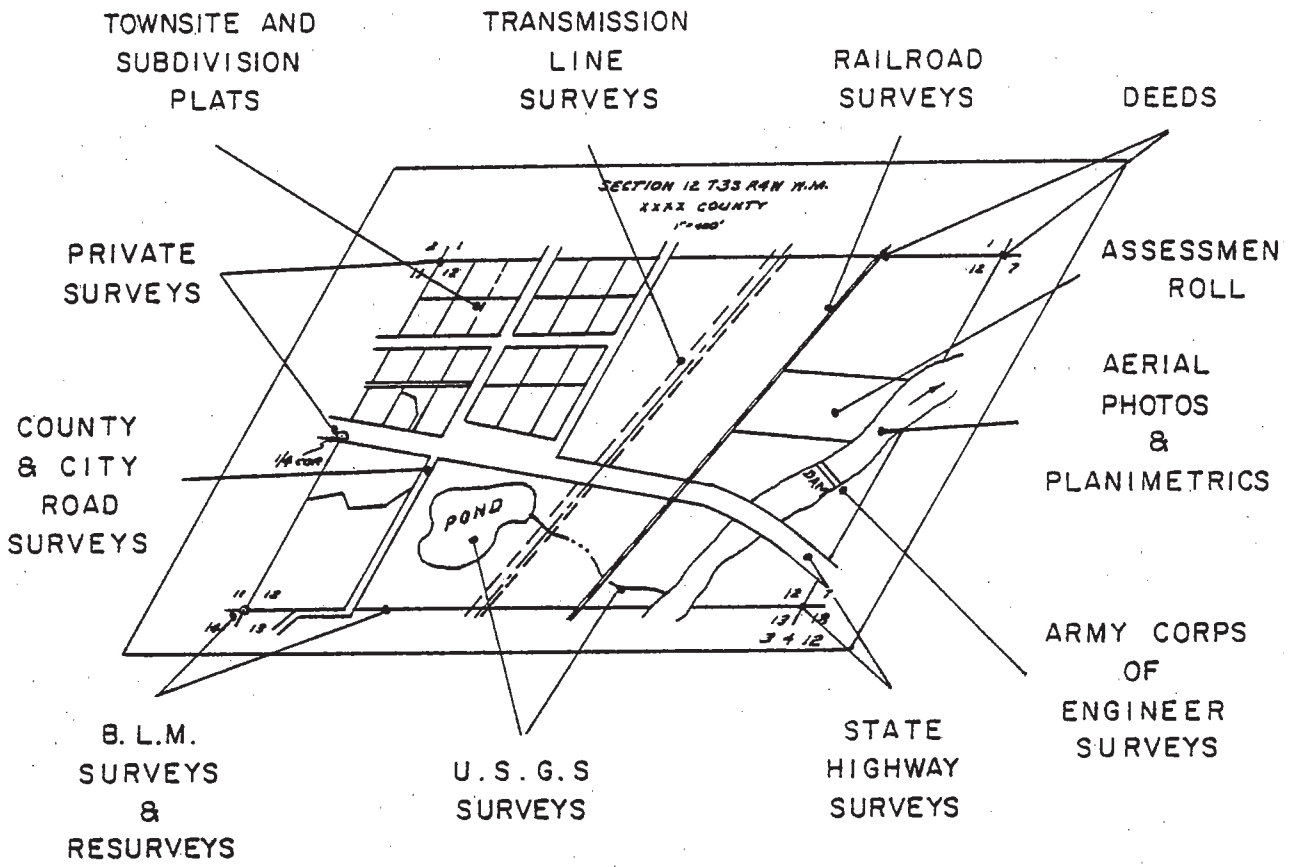 TOWNSITE AND
SUBDIVISION
PLATS
TRANSMISSION
LINE
SURVEYS
RAILROAD
SURVEYS
DEEDS
SECTION 12 T3S R4W W.M.
XXXX COUNTY
1"=400'
PRIVATE
SURVEYS
2 1
11 12
1
12 7
ASSESSMEN
ROLL
AERIAL
PHOTOS
&
PLANIMETRICS
COUNTY
& CITY
ROAD
SURVEYS
1/4 COR
POND
DAM
11 12
14 13
12 7
13 18
3 4 12
ARMY CORPS
OF
ENGINEER
SURVEYS
B.L.M.
SURVEYS
&
RESURVEYS
U.S.G.S
SURVEYS
STATE
HIGHWAY
SURVEYS